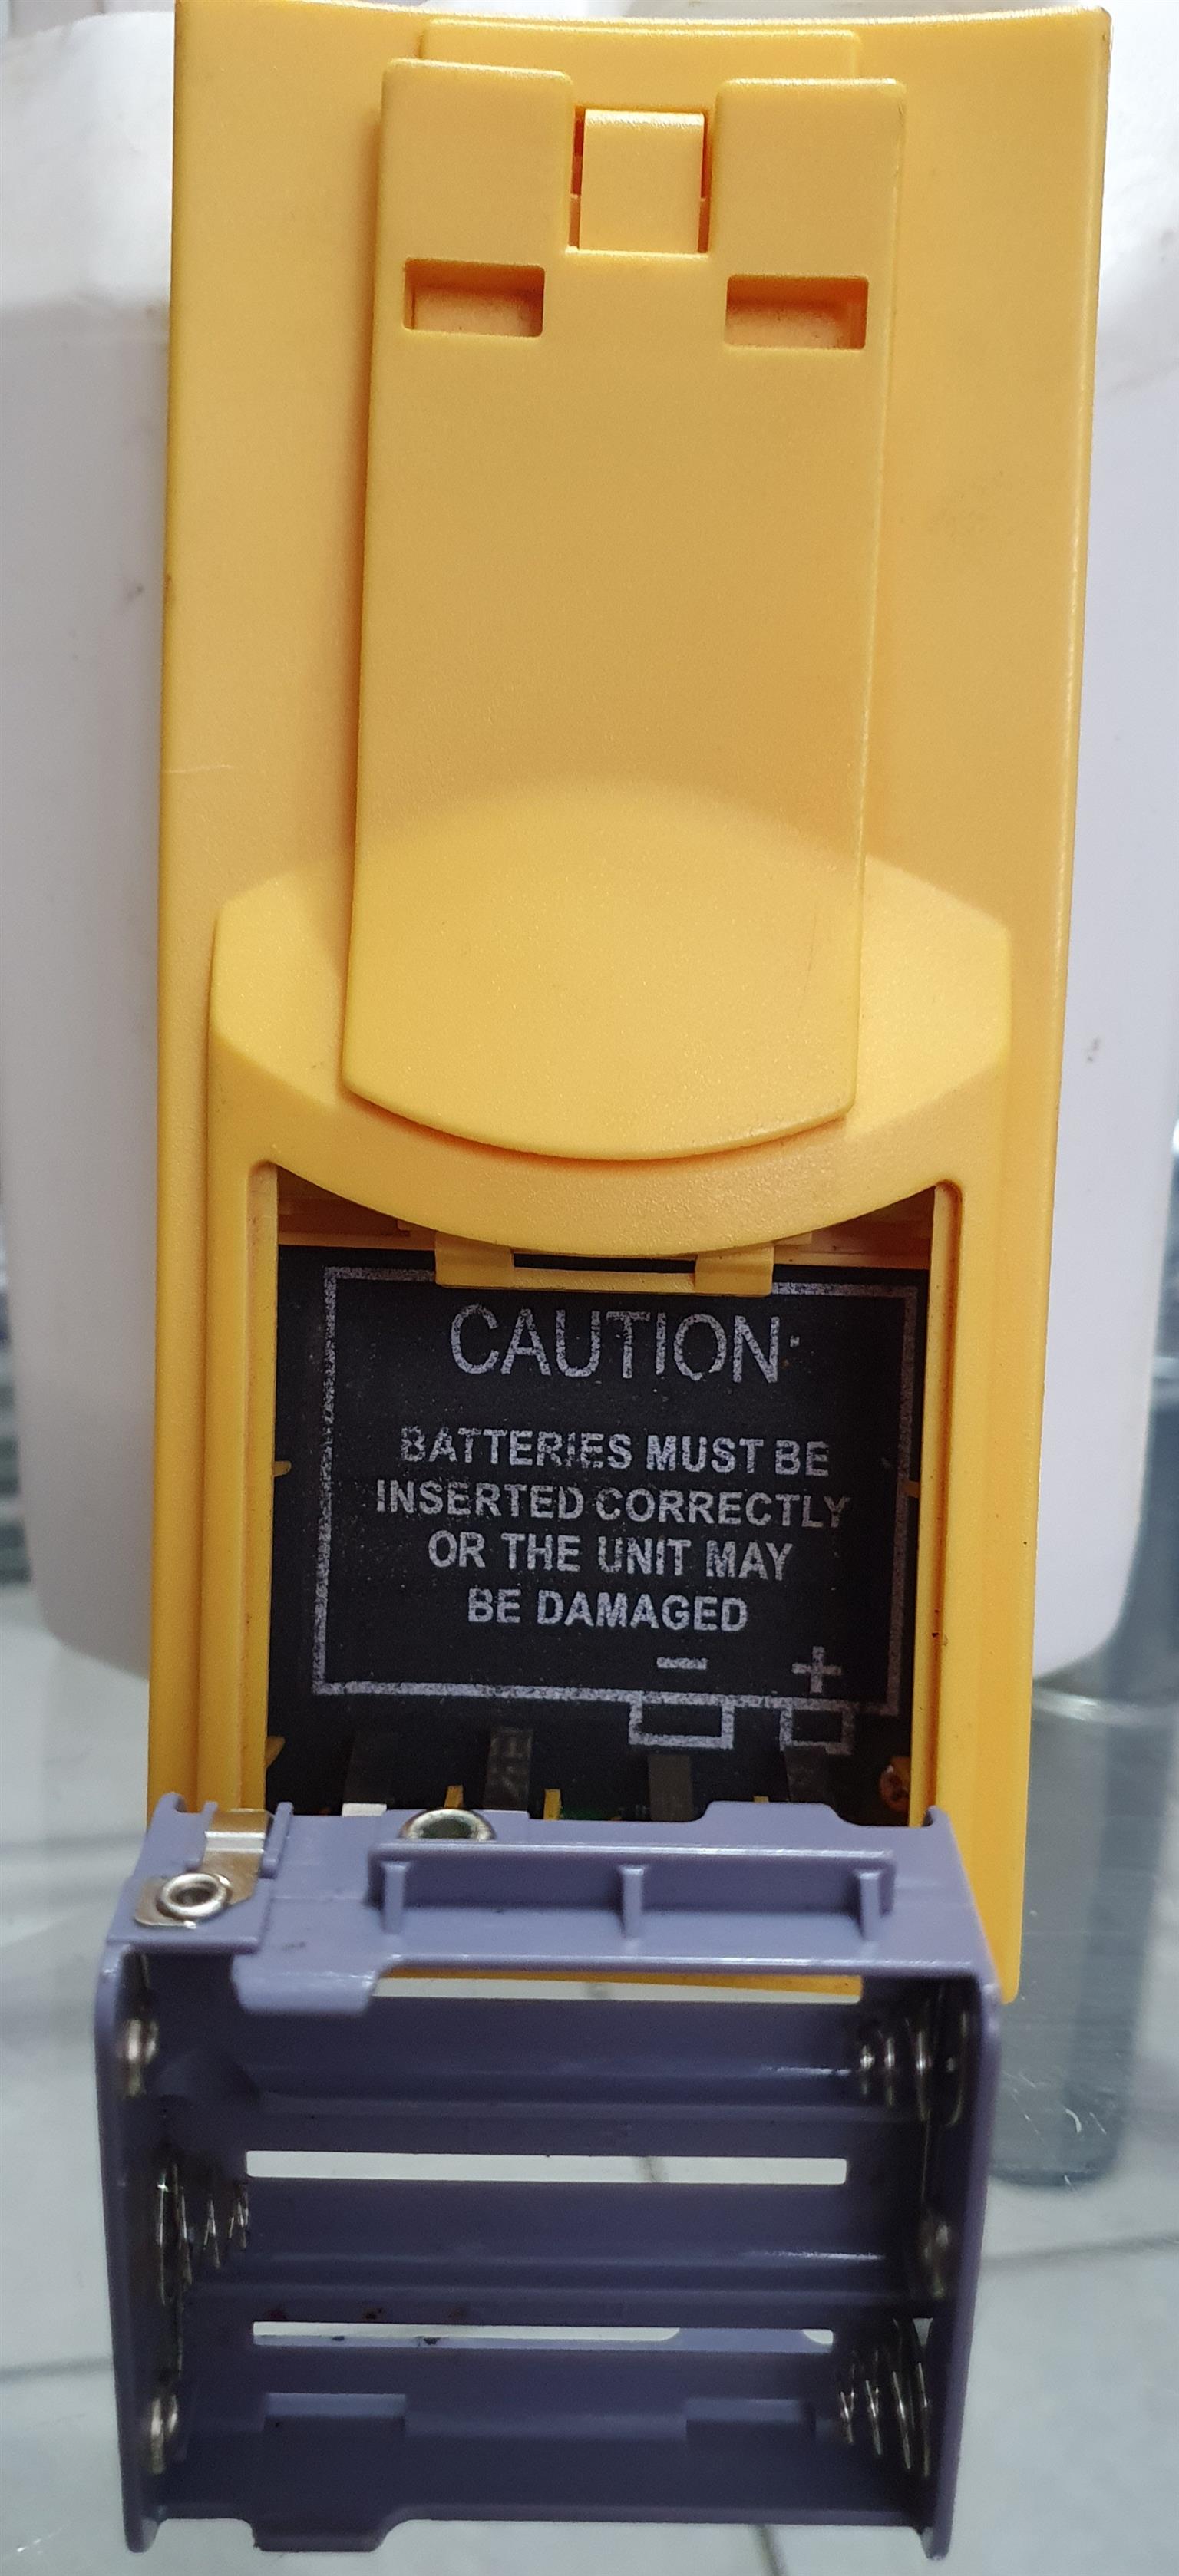 CAUTION
BATTERIES MUST BE
INSERTED CORRECTLY
OR THE UNIT MAY
BE DAMAGED
− +